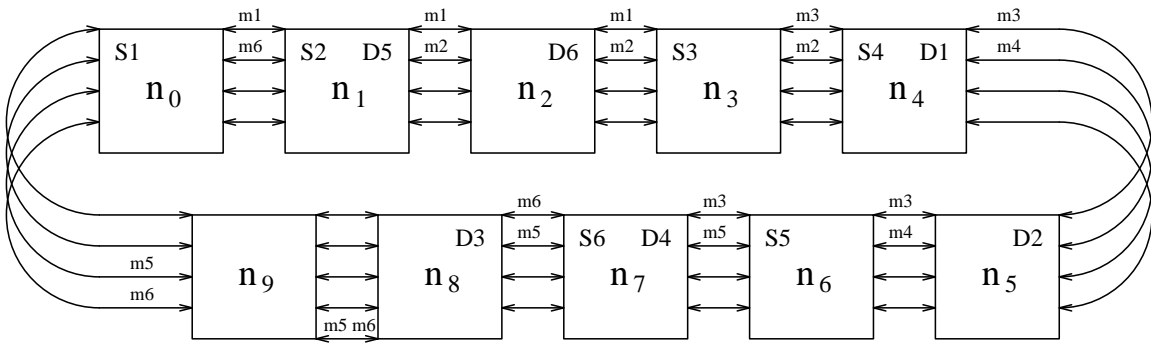 m1 m1 m1 m3 m3
S1 m6 S2 D5 m2 D6 m2 S3 m2 S4 D1 m4
n0 n1 n2 n3 n4
m6 m3 m3
D3 m5 S6 D4 m5 S5 m4 D2
m5 n9 n8 n7 n6 n5
m6
m5 m6